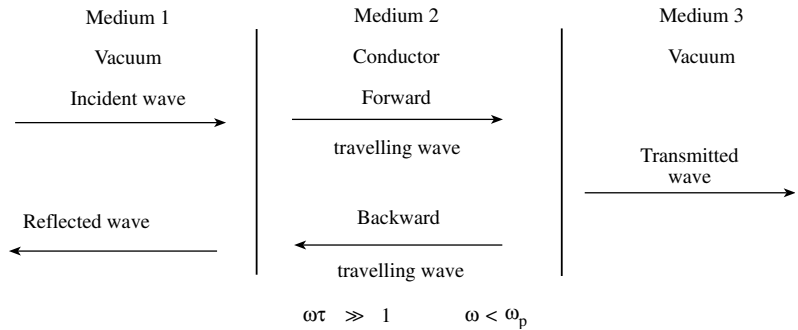 Medium 1 Medium 2 Medium 3
Vacuum Conductor Vacuum
Incident wave Forward
travelling wave
Transmitted
wave
Reflected wave Backward
travelling wave
ωτ ≫ 1 ω < ωp